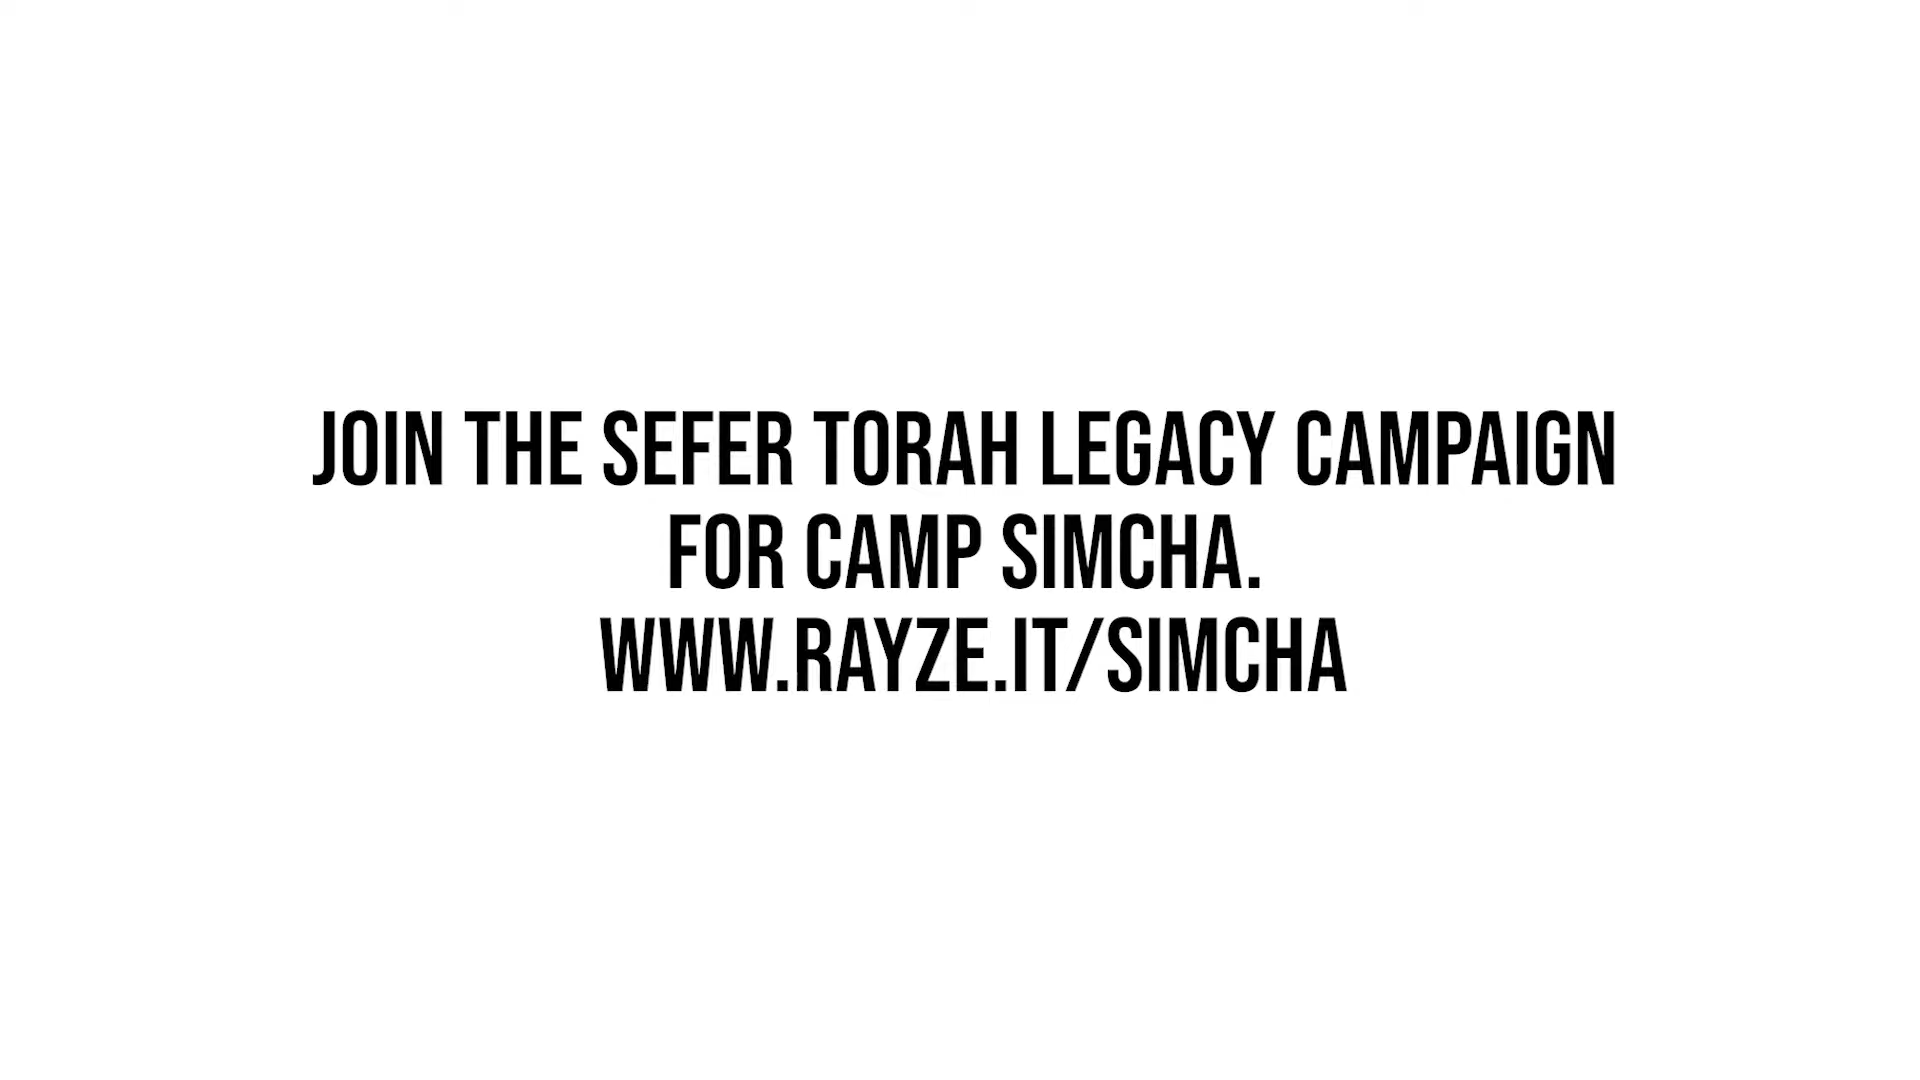 JOIN THE SEFER TORAH LEGACY CAMPAIGN
FOR CAMP SIMCHA.
WWW.RAYZE.IT/SIMCHA